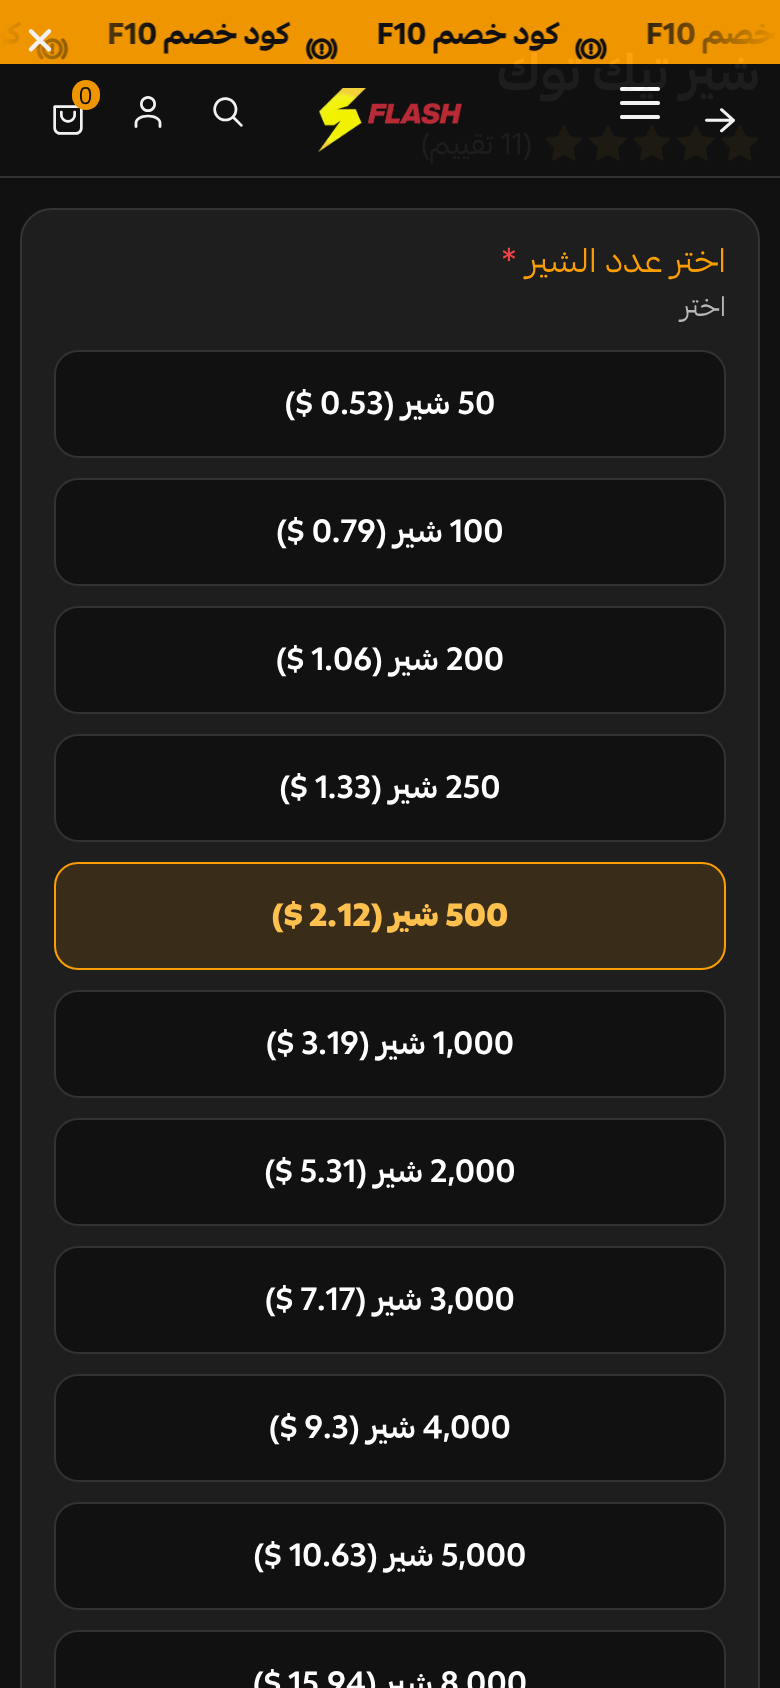 كود خصم F10 كود خصم F10 خصم F10
شير تيك توك
0
FLASH
(11 تقييم)
اختر عدد الشير *
اختر
50 شير (0.53 $)
100 شير (0.79 $)
200 شير (1.06 $)
250 شير (1.33 $)
500 شير (2.12 $)
1,000 شير (3.19 $)
2,000 شير (5.31 $)
3,000 شير (7.17 $)
4,000 شير (9.3 $)
5,000 شير (10.63 $)
8,000 شير (15.94 $)